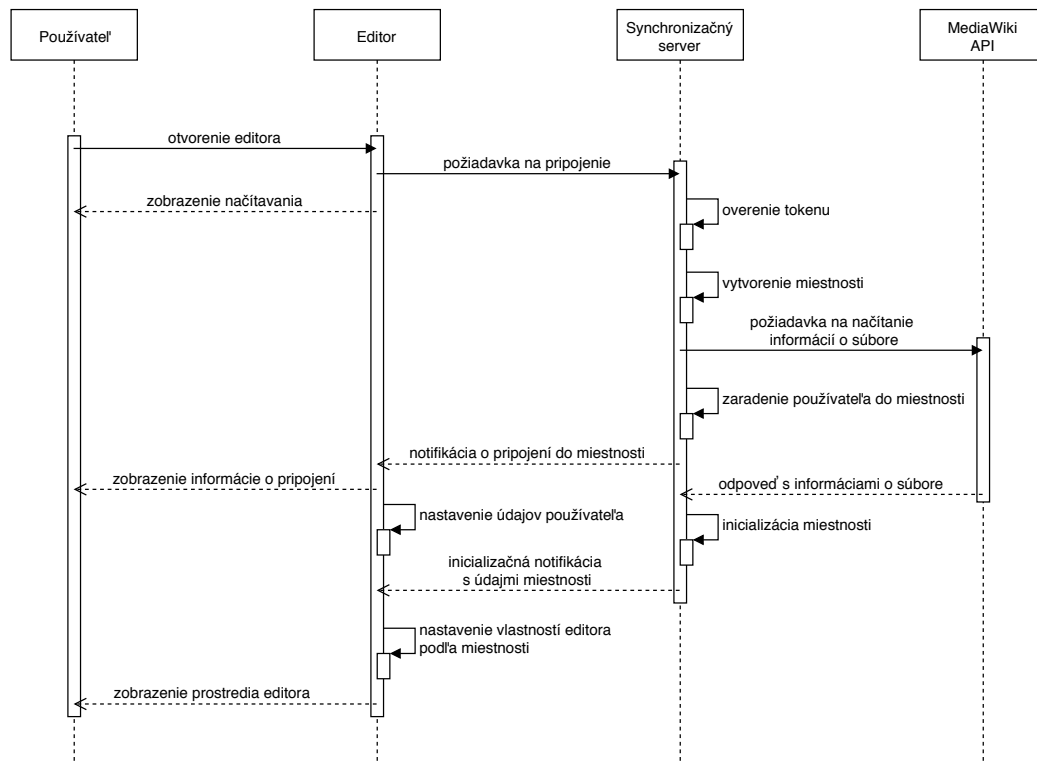 Používateľ
Editor
Synchronizačný
server
MediaWiki
API
otvorenie editora
požiadavka na pripojenie
zobrazenie načítavania
overenie tokenu
vytvorenie miestnosti
požiadavka na načítanie
informácií o súbore
zaradenie používateľa do miestnosti
notifikácia o pripojení do miestnosti
zobrazenie informácie o pripojení
odpoveď s informáciami o súbore
nastavenie údajov používateľa
inicializácia miestnosti
inicializačná notifikácia
s údajmi miestnosti
nastavenie vlastností editora
podľa miestnosti
zobrazenie prostredia editora